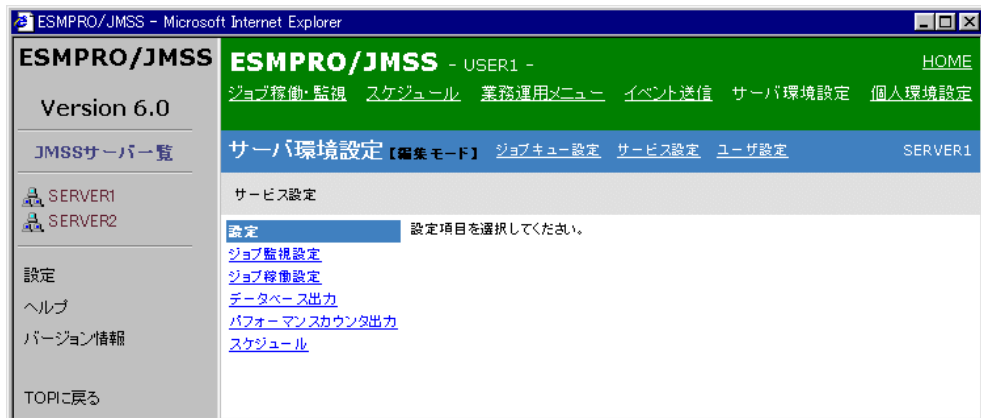 ESMPRO/JMSS - Microsoft Internet Explorer
ESMPRO/JMSS
Version 6.0
JMSSサーバ一覧
SERVER1
SERVER2
設定
ヘルプ
バージョン情報
TOPに戻る
ESMPRO/JMSS - USER1 -
HOME
ジョブ稼働・監視 スケジュール 業務運用メニュー イベント送信 サーバ環境設定 個人環境設定
サーバ環境設定【編集モード】 ジョブキュー設定 サービス設定 ユーザ設定 SERVER1
サービス設定
設定
ジョブ監視設定
ジョブ稼働設定
データベース出力
パフォーマンスカウンタ出力
スケジュール
設定項目を選択してください。